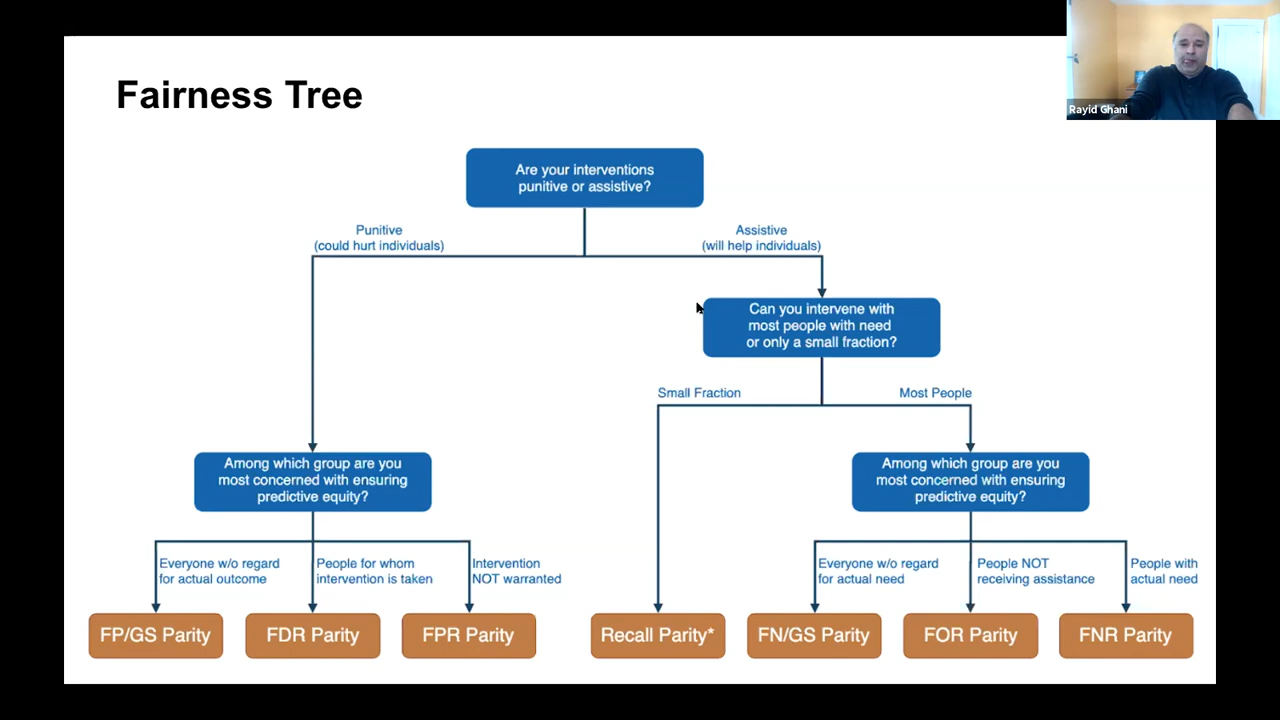 Fairness Tree
Rayid Ghani
Are your interventions
punitive or assistive?
Punitive
(could hurt individuals)
Assistive
(will help individuals)
Can you intervene with
most people with need
or only a small fraction?
Small Fraction
Most People
Among which group are you
most concerned with ensuring
predictive equity?
Among which group are you
most concerned with ensuring
predictive equity?
Everyone w/o regard
for actual outcome
People for whom
intervention is taken
Intervention
NOT warranted
Everyone w/o regard
for actual need
People NOT
receiving assistance
People with
actual need
FP/GS Parity
FDR Parity
FPR Parity
Recall Parity*
FN/GS Parity
FOR Parity
FNR Parity